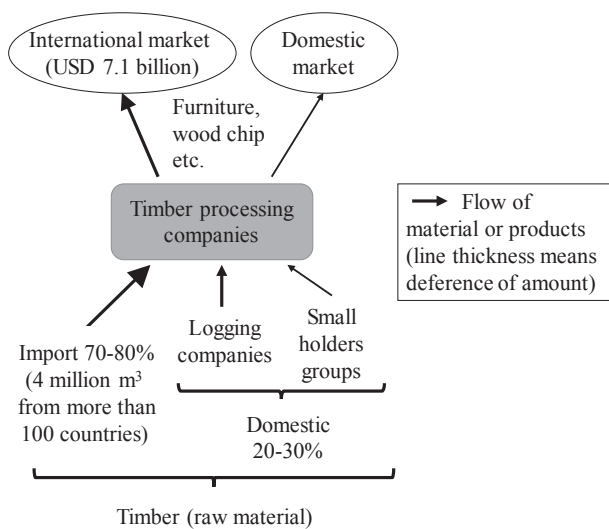 International market
(USD 7.1 billion)
Domestic
market
Furniture,
wood chip
etc.
Timber processing
companies
Flow of
material or products
(line thickness means
deference of amount)
Import 70-80%
(4 million m³
from more than
100 countries)
Logging
companies
Small
holders
groups
Domestic
20-30%
Timber (raw material)